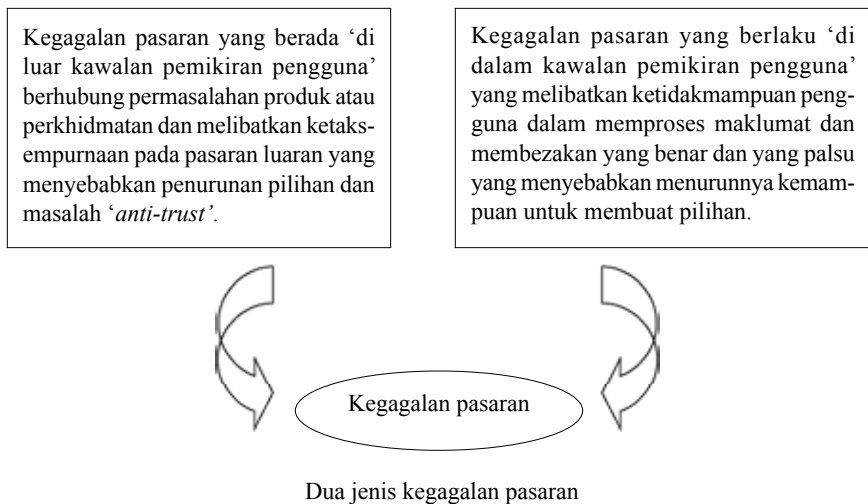 Kegagalan pasaran yang berada ‘di
luar kawalan pemikiran pengguna’
berhubung permasalahan produk atau
perkhidmatan dan melibatkan ketaks-
empurnaan pada pasaran luaran yang
menyebabkan penurunan pilihan dan
masalah ‘anti-trust’.
Kegagalan pasaran yang berlaku ‘di
dalam kawalan pemikiran pengguna’
yang melibatkan ketidakmampuan peng-
guna dalam memproses maklumat dan
membezakan yang benar dan yang palsu
yang menyebabkan menurunnya kemam-
puan untuk membuat pilihan.
Kegagalan pasaran
Dua jenis kegagalan pasaran